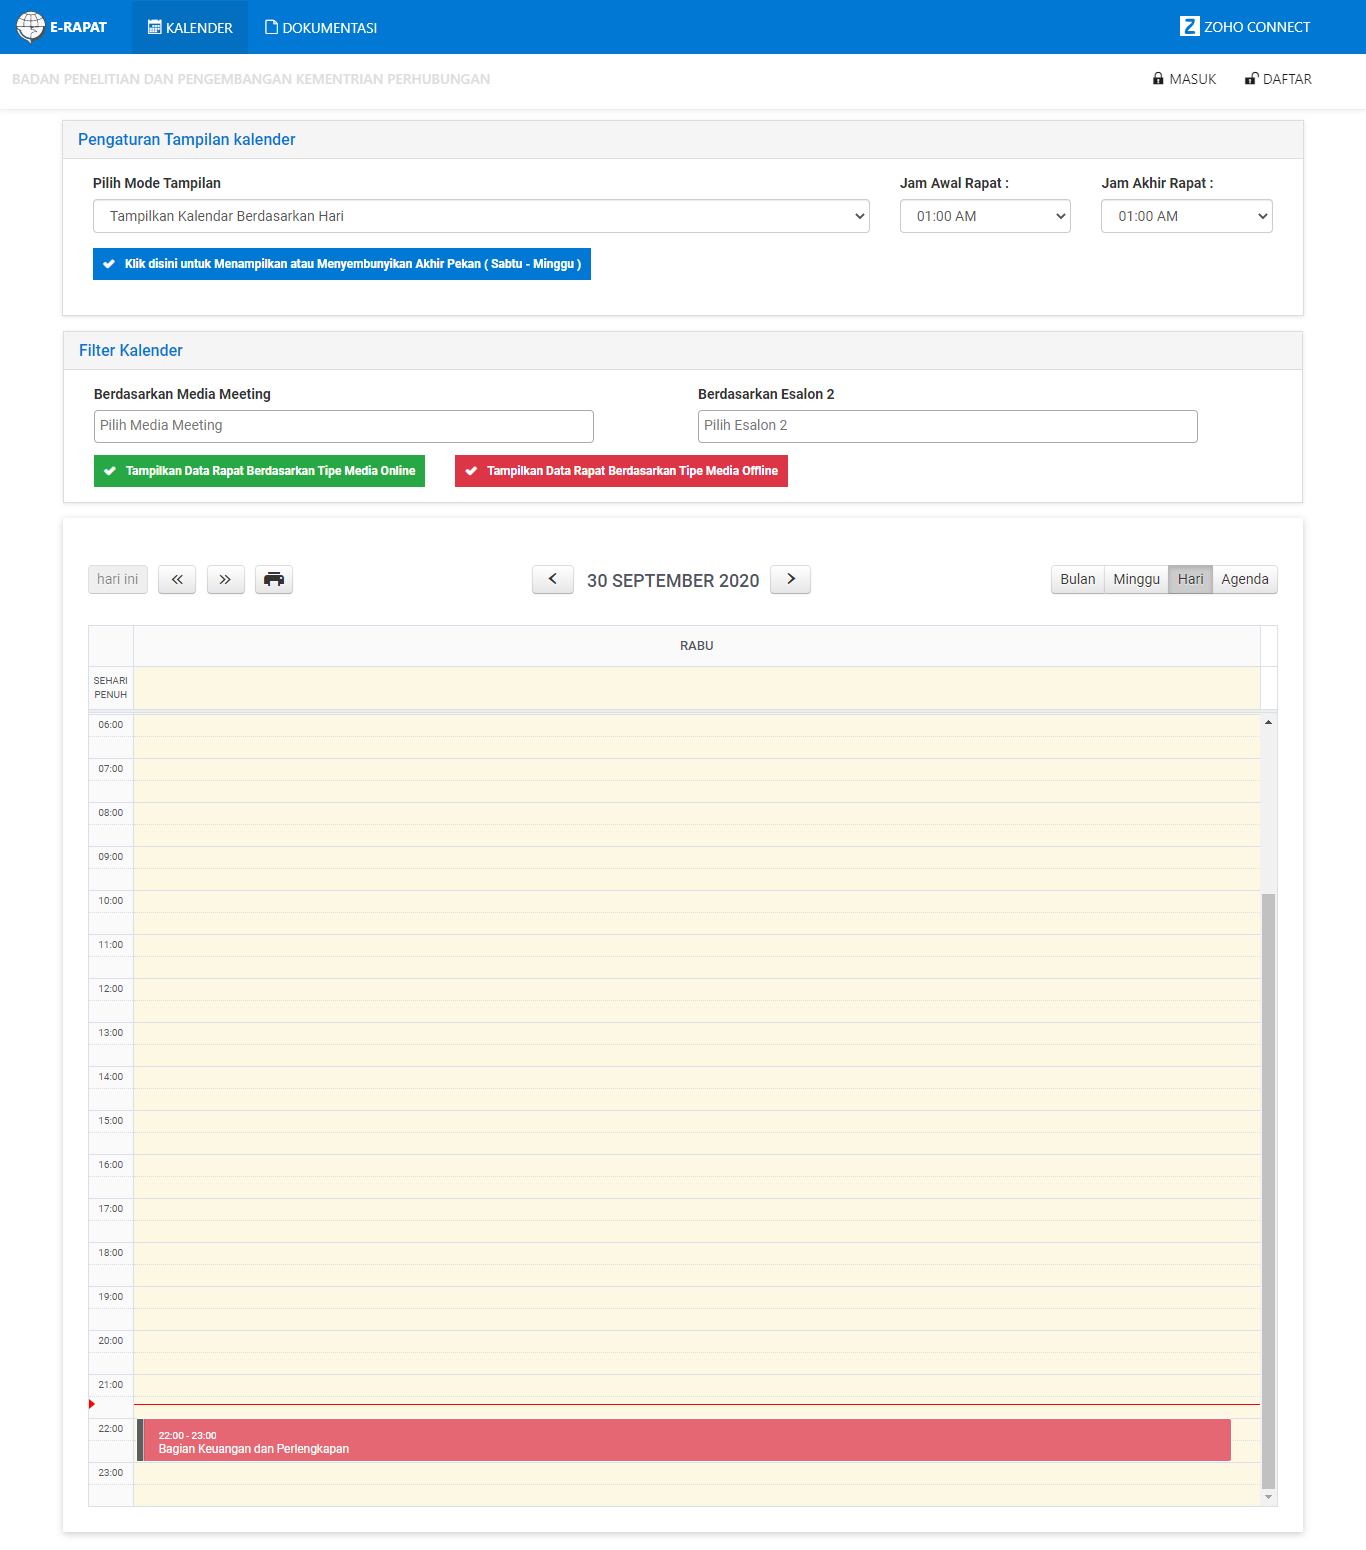 E-RAPAT KALENDER DOKUMENTASI ZOHO CONNECT
BADAN PENELITIAN DAN PENGEMBANGAN KEMENTRIAN PERHUBUNGAN MASUK DAFTAR
Pengaturan Tampilan kalender
Pilih Mode Tampilan Jam Awal Rapat : Jam Akhir Rapat :
Tampilkan Kalendar Berdasarkan Hari 01:00 AM 01:00 AM
Klik disini untuk Menampilkan atau Menyembunyikan Akhir Pekan ( Sabtu - Minggu )
Filter Kalender
Berdasarkan Media Meeting Berdasarkan Esalon 2
Pilih Media Meeting Pilih Esalon 2
Tampilkan Data Rapat Berdasarkan Tipe Media Online Tampilkan Data Rapat Berdasarkan Tipe Media Offline
hari ini 30 SEPTEMBER 2020 Bulan Minggu Hari Agenda
RABU
SEHARI
PENUH
06:00
07:00
08:00
09:00
10:00
11:00
12:00
13:00
14:00
15:00
16:00
17:00
18:00
19:00
20:00
21:00
22:00 22:00 - 23:00
Bagian Keuangan dan Perlengkapan
23:00